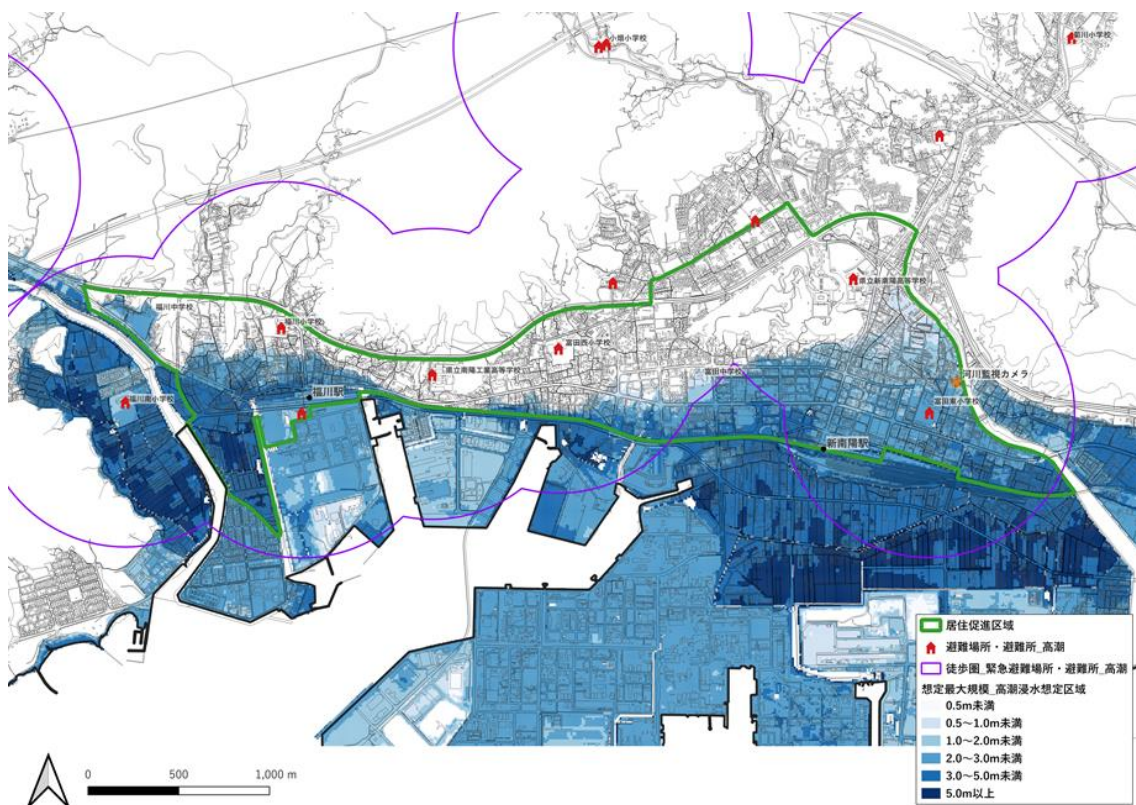 小畑小学校
菊川小学校
県立新南陽高等学校
福川中学校
福川小学校
富田西小学校
県立南陽工業高等学校
富田中学校
河川監視カメラ
福川駅
福川南小学校
富田東小学校
新南陽駅
居住促進区域
避難場所・避難所_高潮
徒歩圏_緊急避難場所・避難所_高潮
想定最大規模_高潮浸水想定区域
0.5m未満
0.5～1.0m未満
1.0～2.0m未満
2.0～3.0m未満
3.0～5.0m未満
5.0m以上
0 500 1,000 m